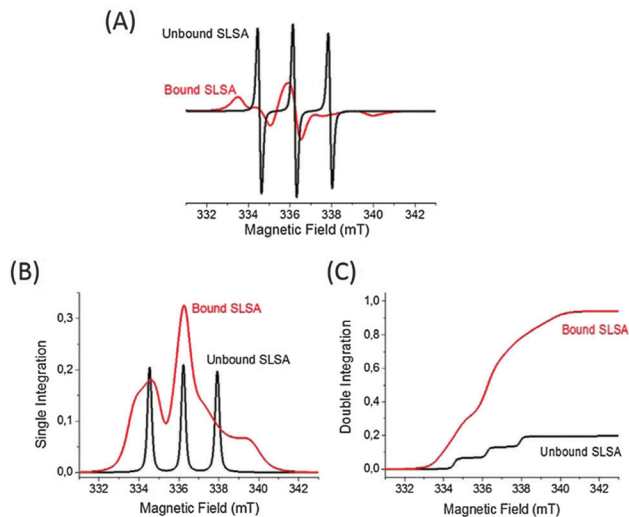 (A)
Unbound SLSA
Bound SLSA
332 334 336 338 340 342
Magnetic Field (mT)
(B)
Single Integration
0,3
0,2
0,1
0,0
Bound SLSA
Unbound SLSA
332 334 336 338 340 342
Magnetic Field (mT)
(C)
Double Integration
1,0
0,8
0,6
0,4
0,2
0,0
Bound SLSA
Unbound SLSA
332 334 336 338 340 342
Magnetic Field (mT)